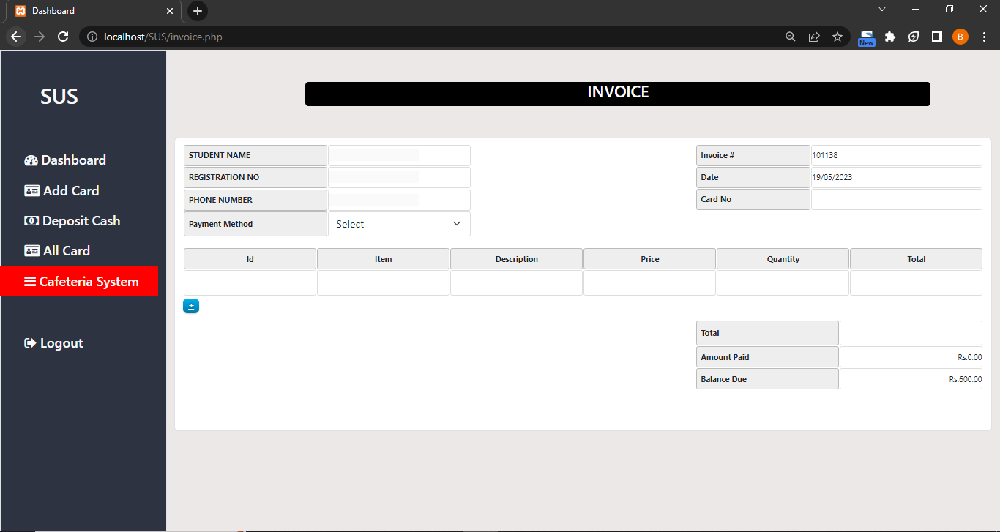 Dashboard
localhost/SUS/invoice.php
New
B
SUS
Dashboard
Add Card
Deposit Cash
All Card
Cafeteria System
Logout
INVOICE
STUDENT NAME
REGISTRATION NO
PHONE NUMBER
Payment Method Select
Invoice # 101138
Date 19/05/2023
Card No
Id Item Description Price Quantity Total
±
Total
Amount Paid Rs.0.00
Balance Due Rs.600.00